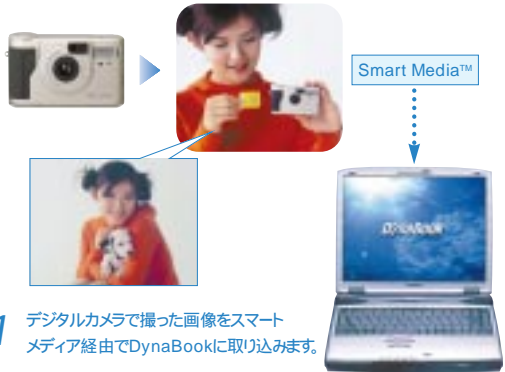 Smart Media™
DynaBook
1
デジタルカメラで撮った画像をスマート
メディア経由でDynaBookに取り込みます。